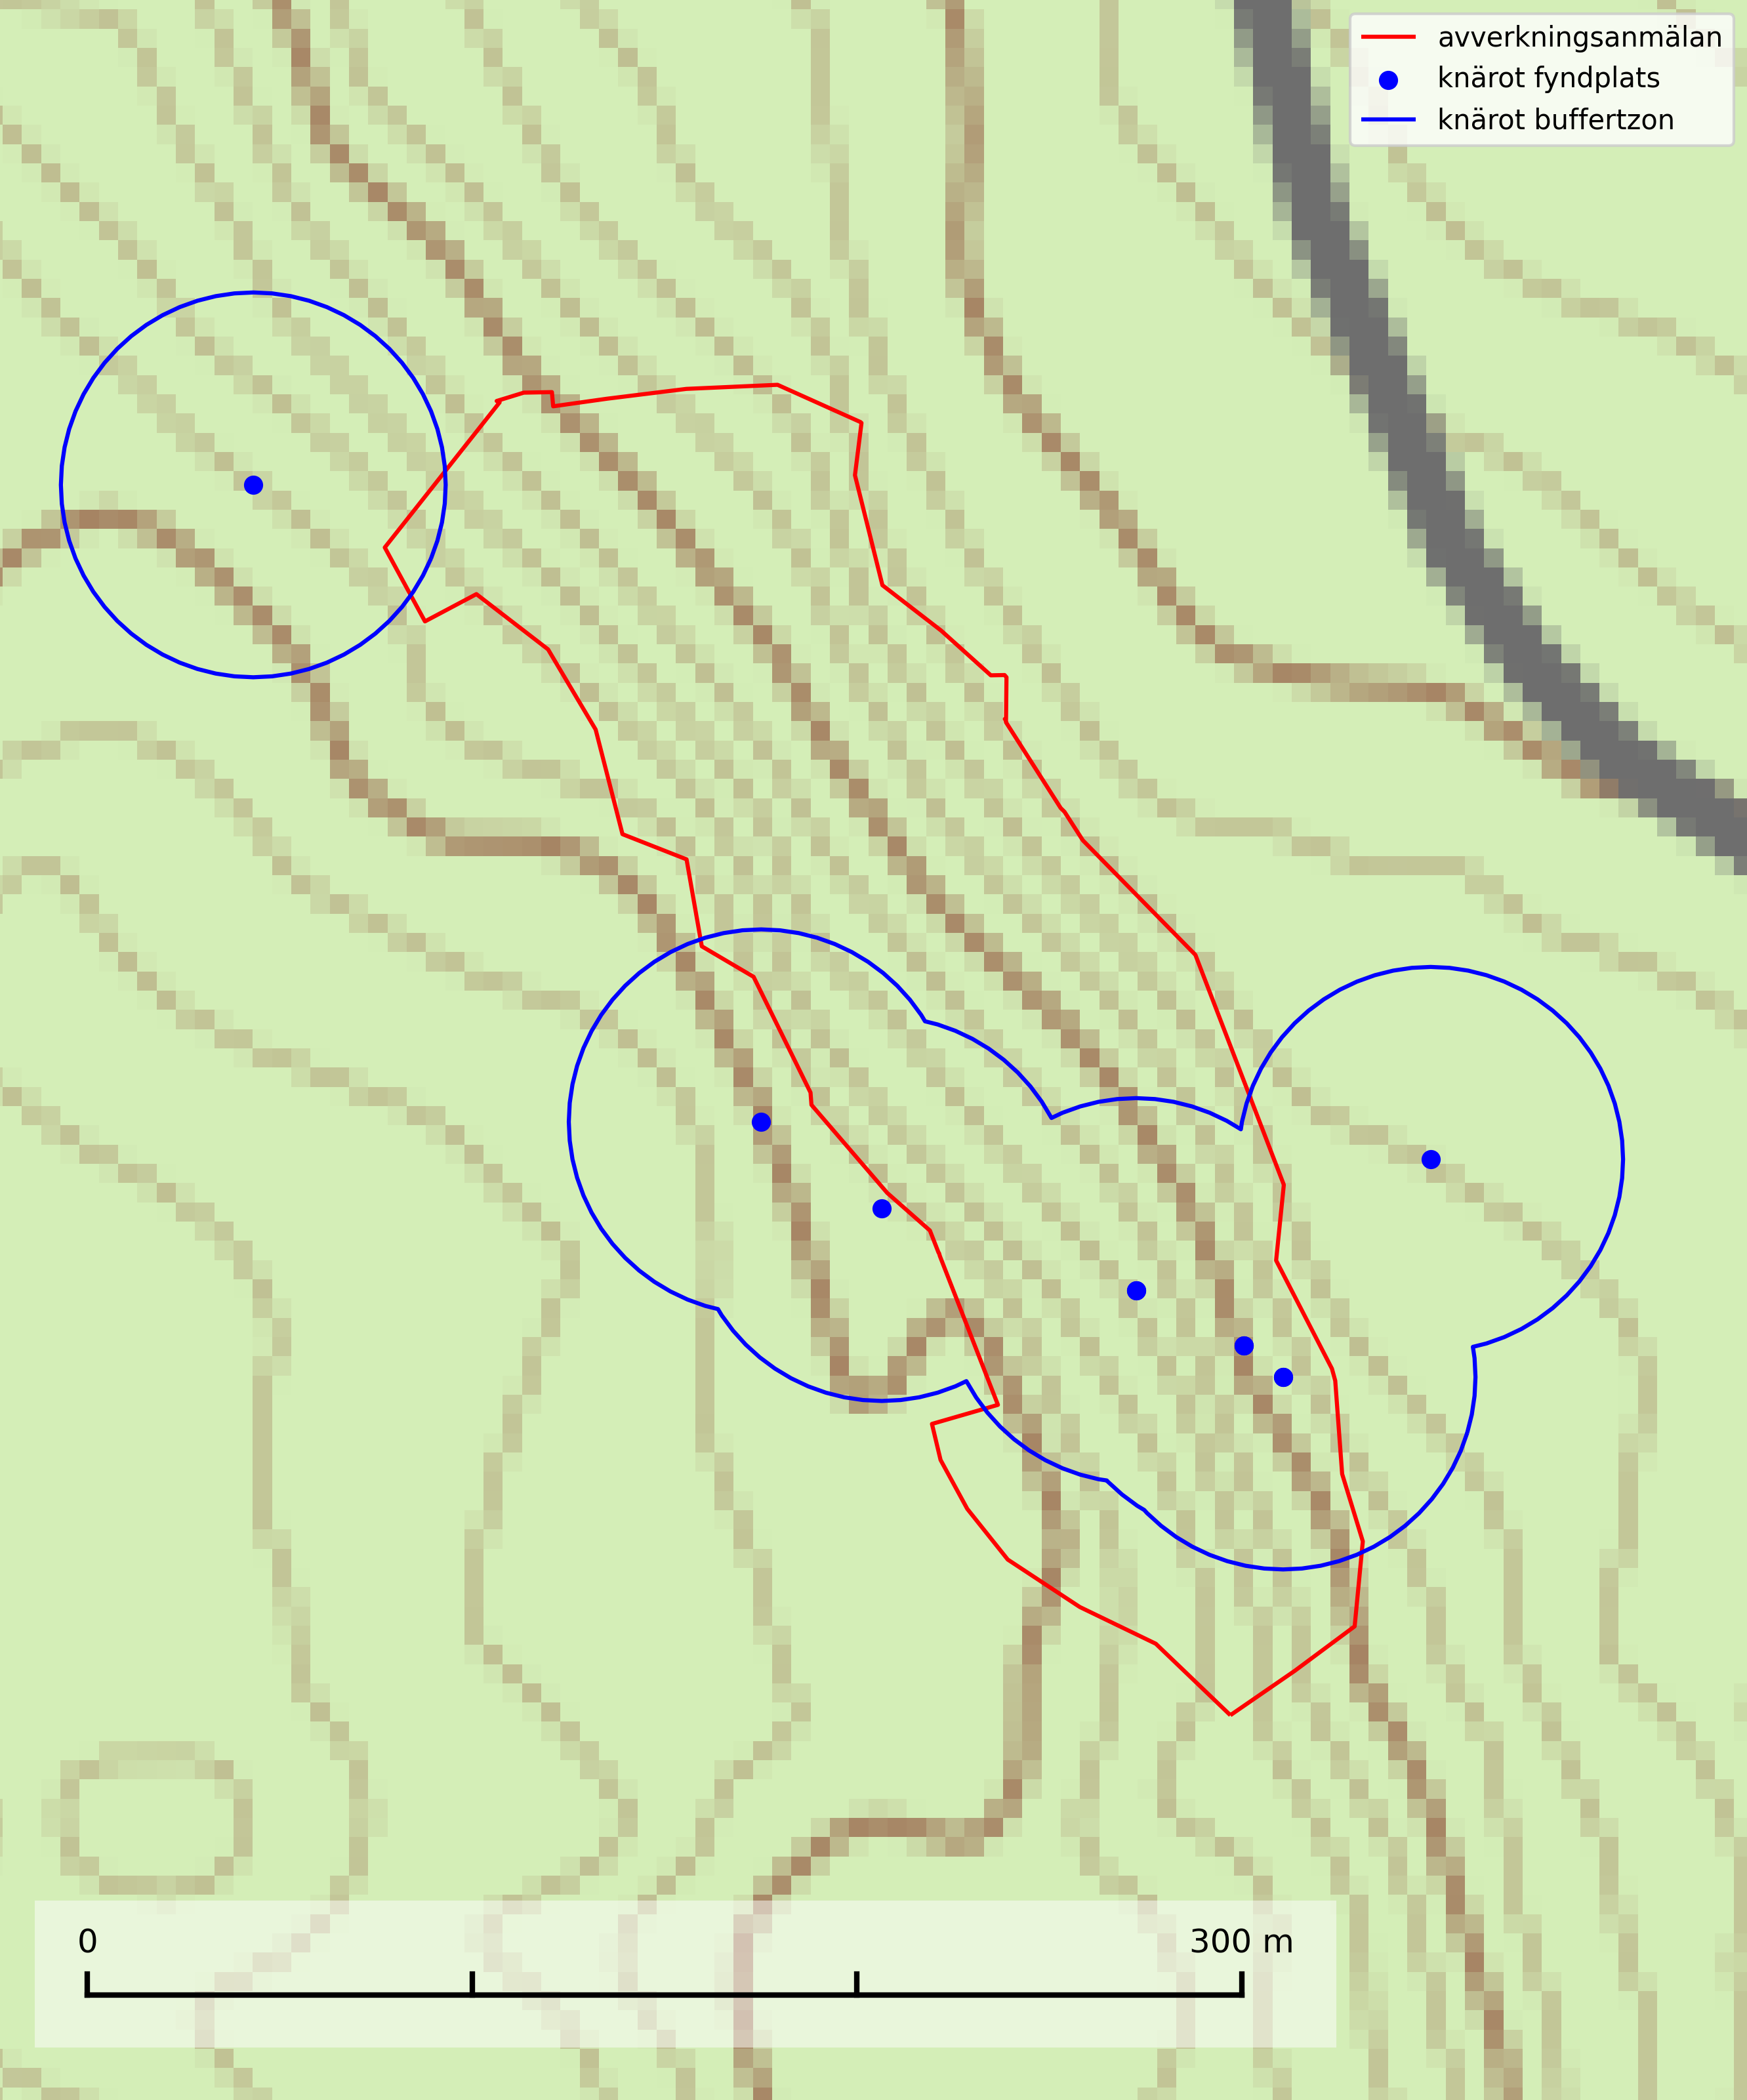 avverkningsanmälan
knärot fyndplats
knärot buffertzon
0 300 m